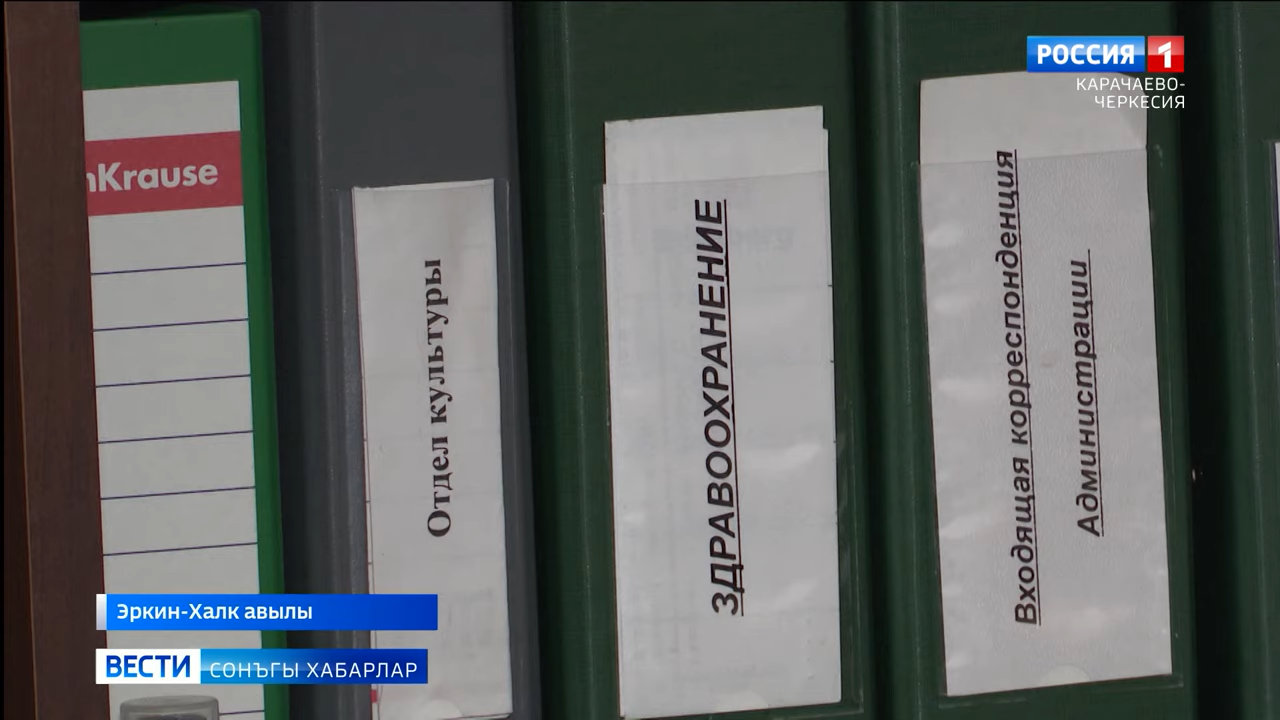 РОССИЯ 1
КАРАЧАЕВО-
ЧЕРКЕСИЯ
nKrause
Отдел культуры
ЗДРАВООХРАНЕНИЕ
Входящая корреспонденция
Администрации
Эркин-Халк авылы
ВЕСТИ СОНЪГЫ ХАБАРЛАР